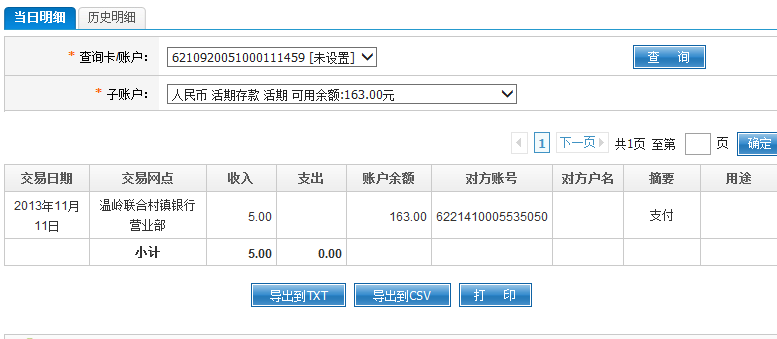 当日明细 历史明细
* 查询卡/账户: 6210920051000111459 [未设置] 查 询
* 子账户: 人民币 活期存款 活期 可用余额:163.00元
1 下一页 共1页 至第 页 确定
交易日期 交易网点 收入 支出 账户余额 对方账号 对方户名 摘要 用途
2013年11月11日 温岭联合村镇银行营业部 5.00 163.00 6221410005535050 支付
小计 5.00 0.00
导出到TXT 导出到CSV 打 印